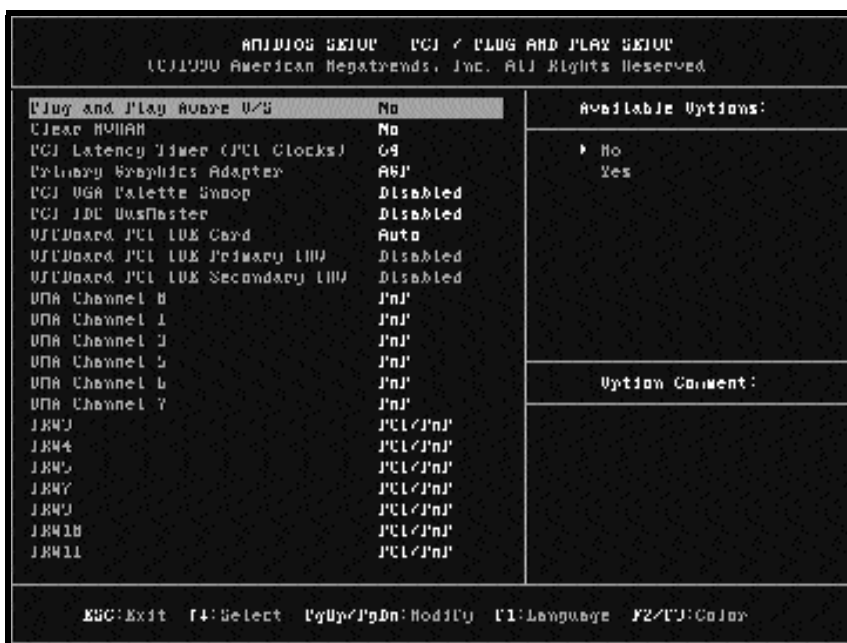 AMIBIOS SETUP - PCI / PLUG AND PLAY SETUP
(C)1998 American Megatrends, Inc. All Rights Reserved
Plug and Play Aware O/S No
Clear NVRAM No
PCI Latency Timer (PCI Clocks) 64
Primary Graphics Adapter AGP
PCI VGA Palette Snoop Disabled
PCI IDE BusMaster Disabled
OffBoard PCI IDE Card Auto
OffBoard PCI IDE Primary IRQ Disabled
OffBoard PCI IDE Secondary IRQ Disabled
DMA Channel 0 PnP
DMA Channel 1 PnP
DMA Channel 3 PnP
DMA Channel 5 PnP
DMA Channel 6 PnP
DMA Channel 7 PnP
IRQ3 PCI/PnP
IRQ4 PCI/PnP
IRQ5 PCI/PnP
IRQ7 PCI/PnP
IRQ9 PCI/PnP
IRQ10 PCI/PnP
IRQ11 PCI/PnP
Available Options:
▶ No
Yes
Option Comment:
ESC:Exit ↑↓:Select PgUp/PgDn:Modify F1:Language F2/F3:Color